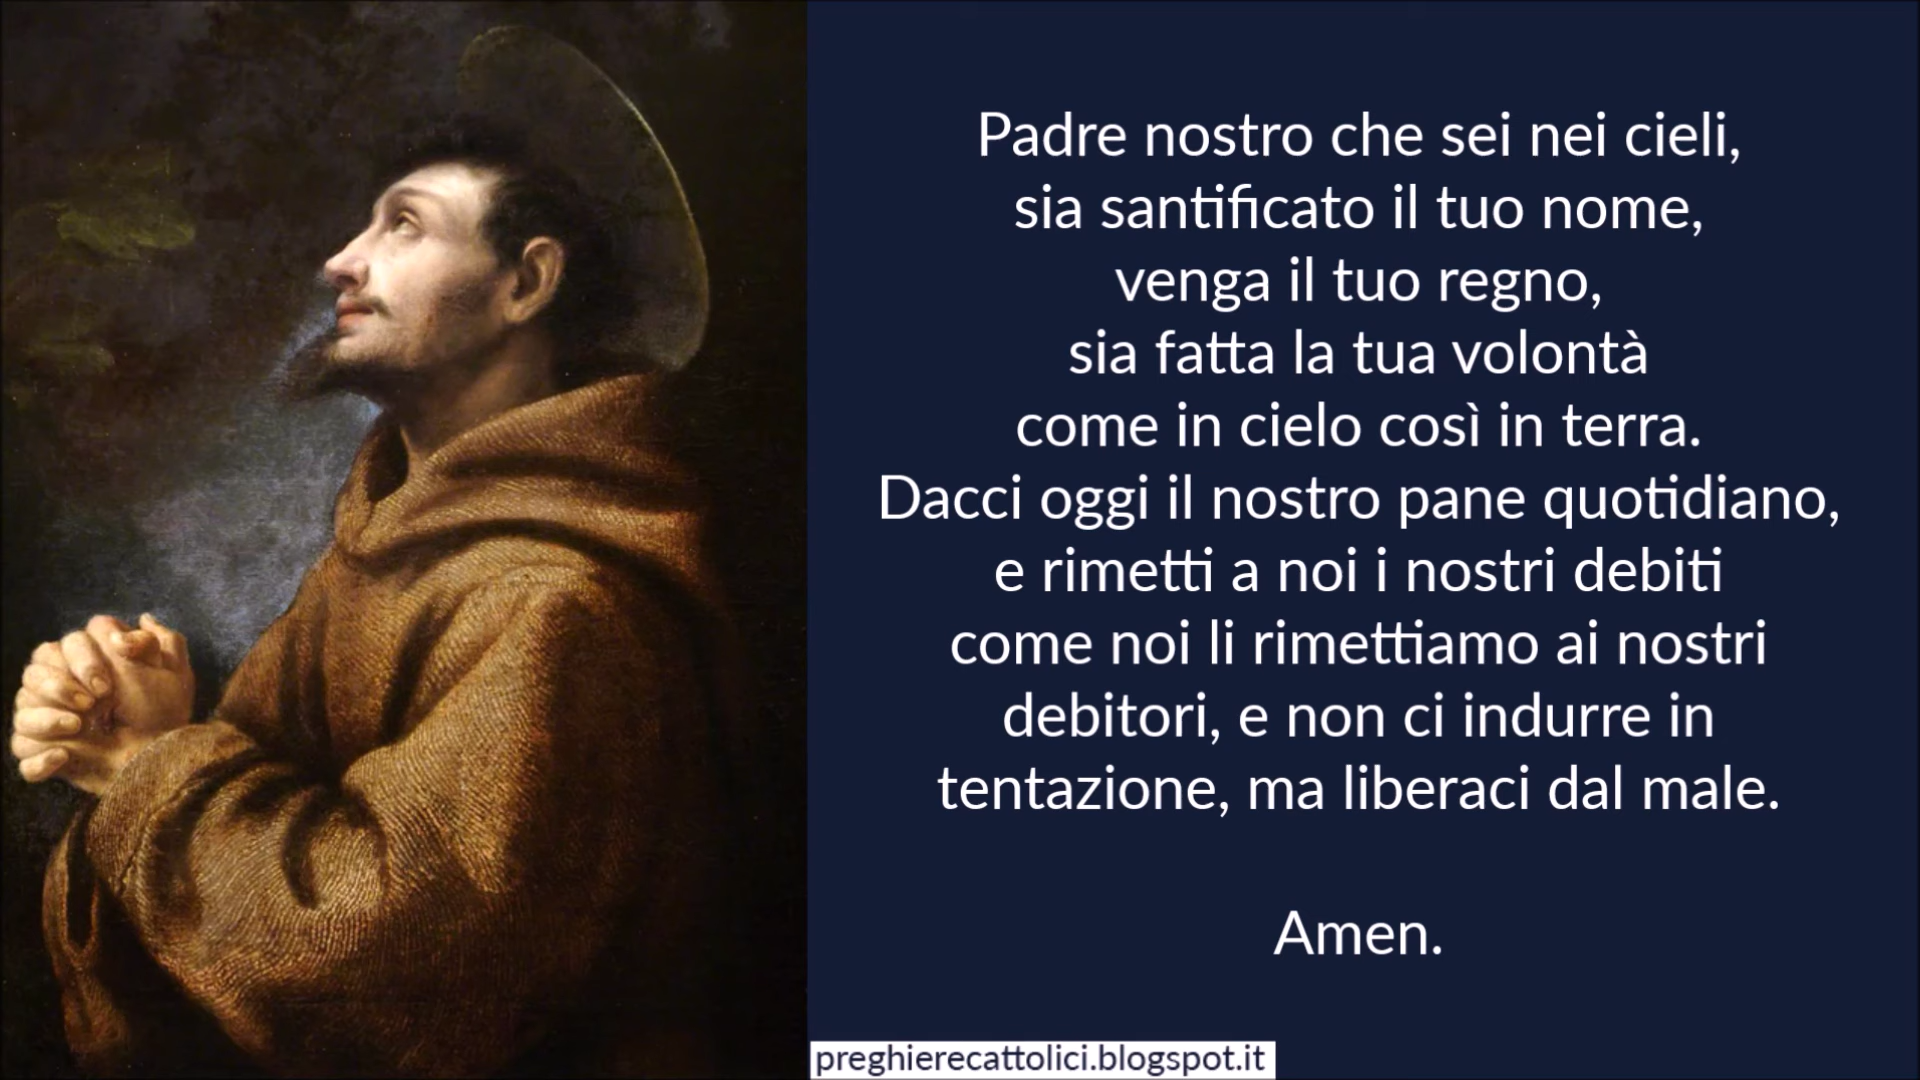 Padre nostro che sei nei cieli,
sia santificato il tuo nome,
venga il tuo regno,
sia fatta la tua volontà
come in cielo così in terra.
Dacci oggi il nostro pane quotidiano,
e rimetti a noi i nostri debiti
come noi li rimettiamo ai nostri
debitori, e non ci indurre in
tentazione, ma liberaci dal male.
Amen.
preghierecattolici.blogspot.it